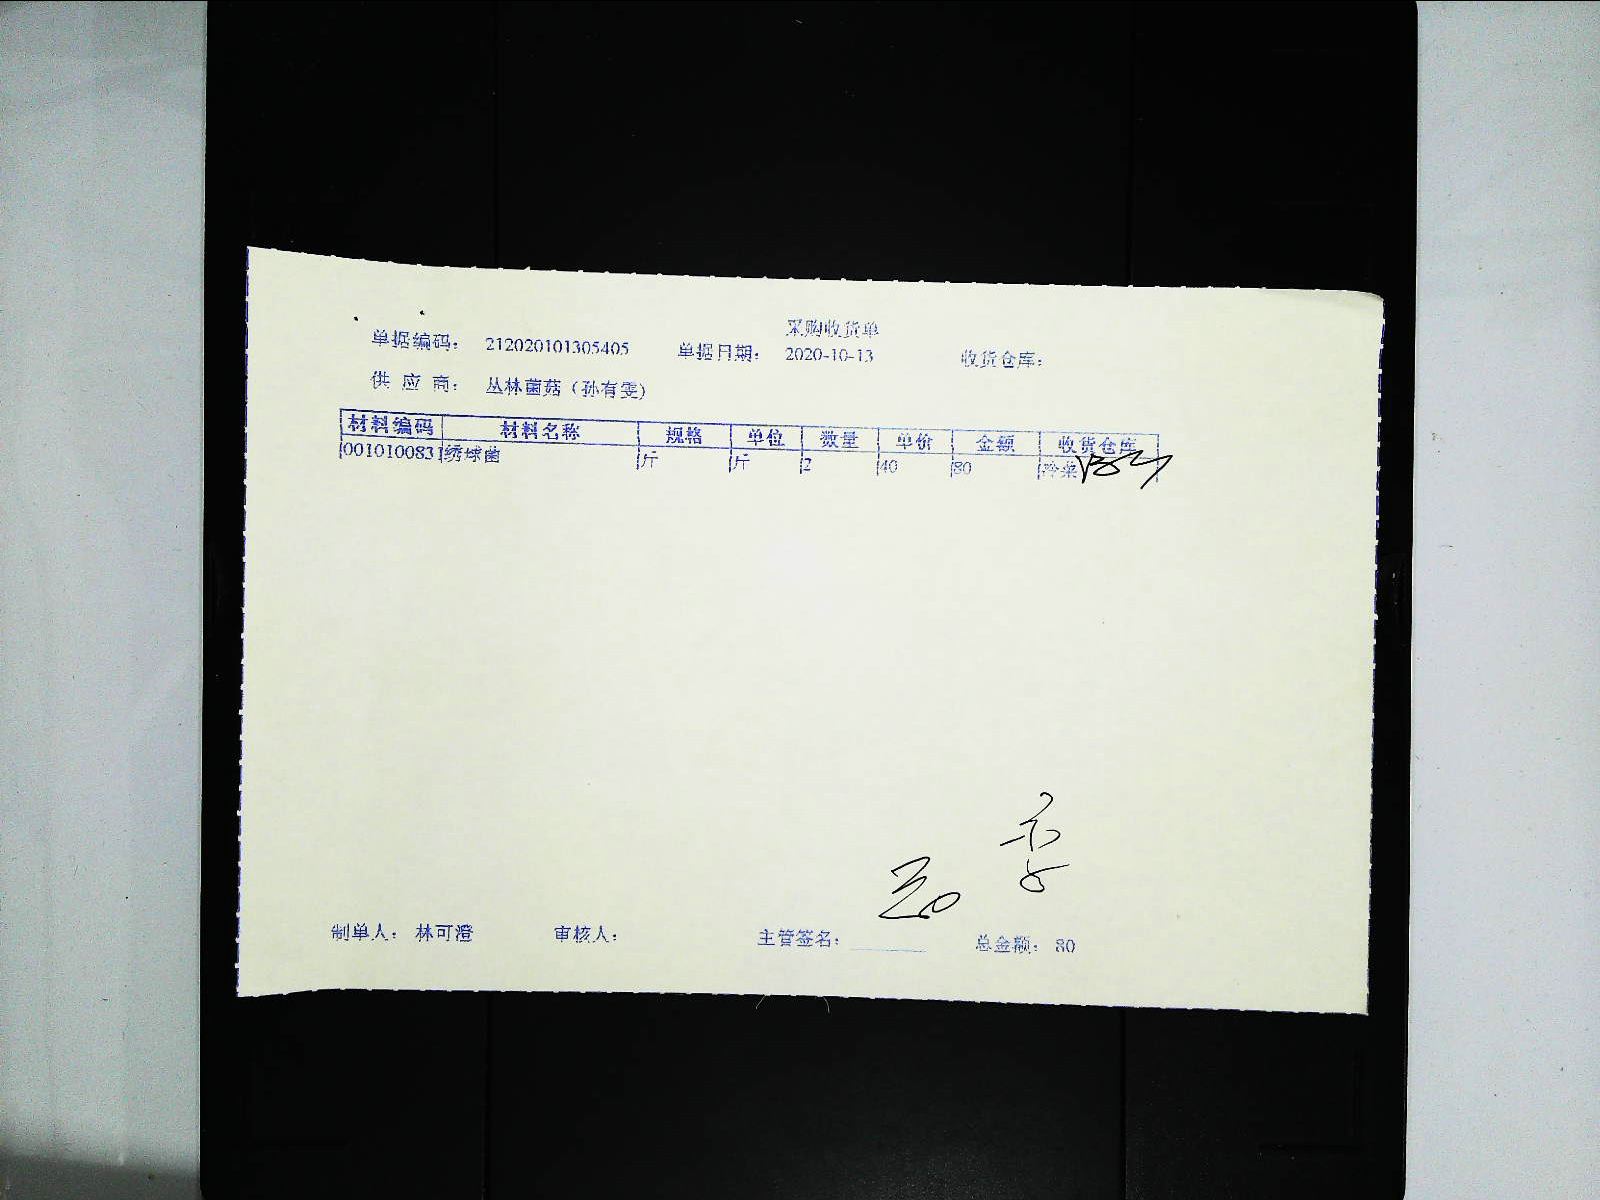 采购收货单
单据编码： 212020101305405 单据日期： 2020-10-13 收货仓库：
供 应 商： 丛林菌菇（孙有雯）
材料编码 材料名称 规格 单位 数量 单价 金额 收货仓库
0010100831 绣球菌 斤 斤 2 40 80 冷菜
制单人： 林可澄 审核人： 主管签名： 总金额： 80